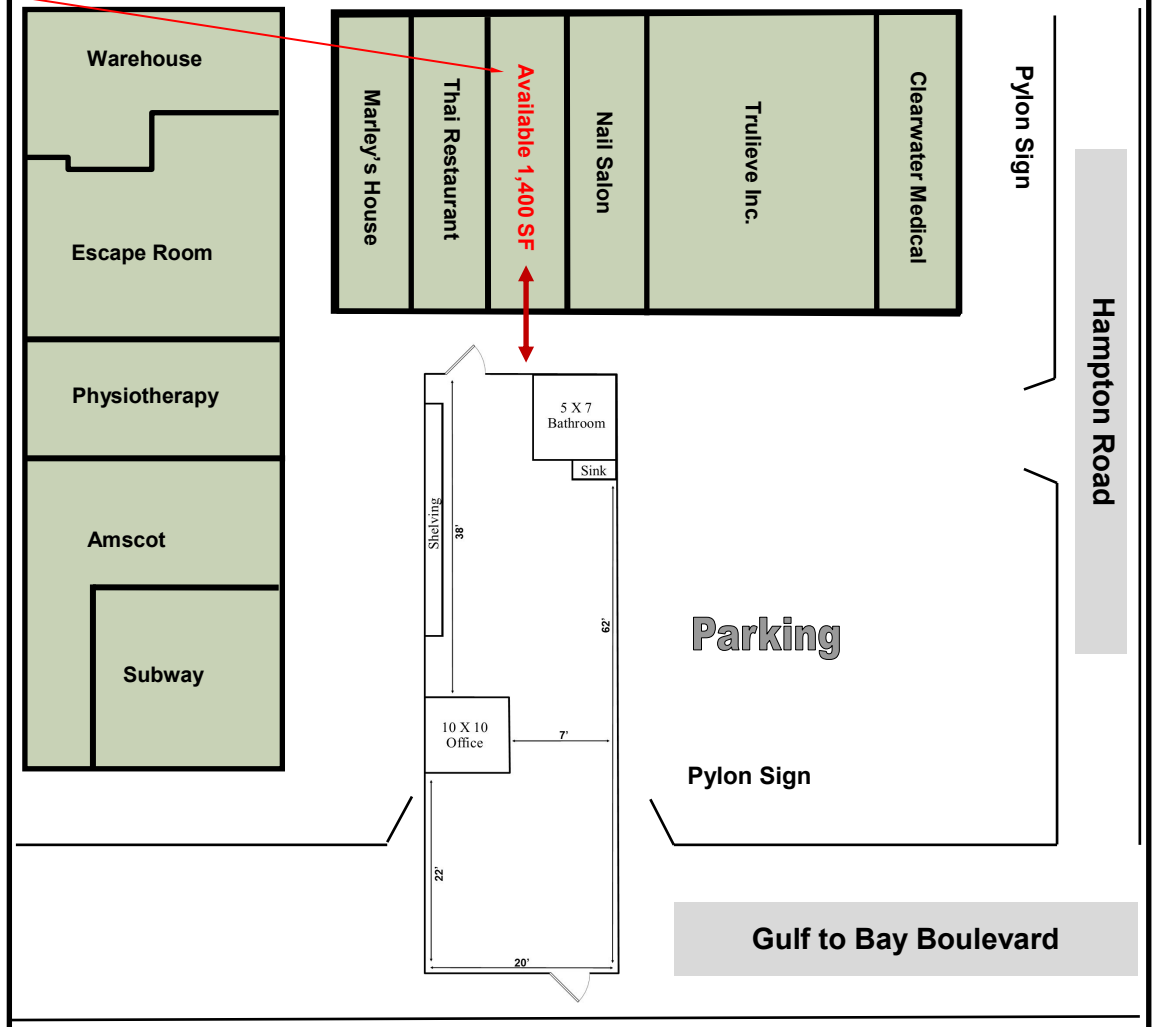 Warehouse
Escape Room
Physiotherapy
Amscot
Subway
Marley's House
Thai Restaurant
Available 1,400 SF
Nail Salon
Trulieve Inc.
Clearwater Medical
Pylon Sign
Hampton Road
5 X 7
Bathroom
Sink
Shelving
38'
62'
10 X 10
Office
7'
22'
20'
Parking
Pylon Sign
Gulf to Bay Boulevard